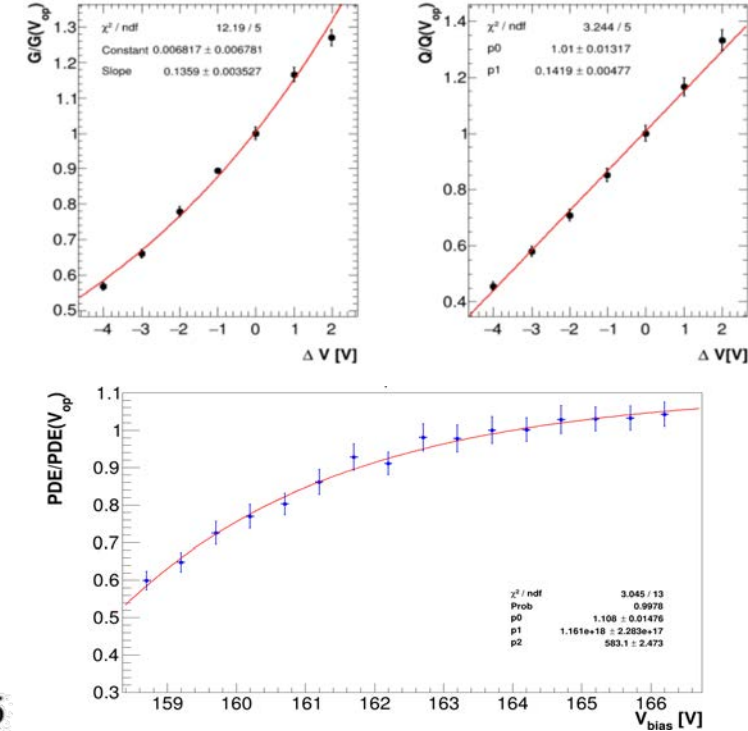 G/G(V_op)
χ² / ndf 12.19 / 5
Constant 0.006817 ± 0.006781
Slope 0.1359 ± 0.003527
1.3
1.2
1.1
1
0.9
0.8
0.7
0.6
0.5
−4 −3 −2 −1 0 1 2
Δ V [V]
Q/Q(V_op)
χ² / ndf 3.244 / 5
p0 1.01 ± 0.01317
p1 0.1419 ± 0.00477
1.4
1.2
1
0.8
0.6
0.4
−4 −3 −2 −1 0 1 2
Δ V[V]
PDE/PDE(V_op)
1.1
1
0.9
0.8
0.7
0.6
0.5
0.4
0.3
χ² / ndf 3.045 / 13
Prob 0.9978
p0 1.108 ± 0.01476
p1 1.161e+18 ± 2.283e+17
p2 583.1 ± 2.473
159 160 161 162 163 164 165 166
V_bias [V]